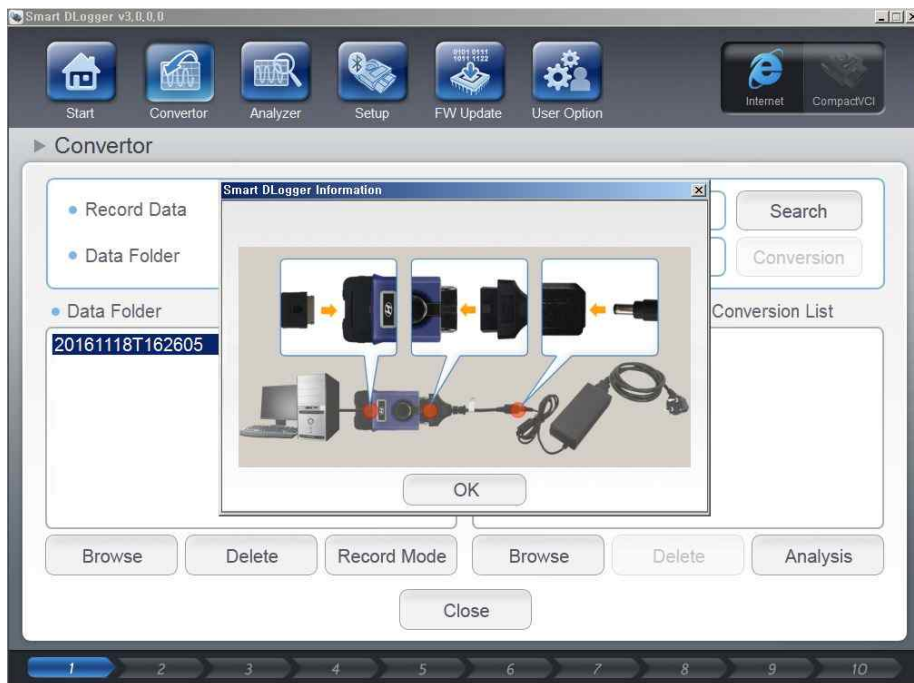 Smart DLogger v3,0,0,0
0101 0111
1011 1122
Start
Convertor
Analyzer
Setup
FW Update
User Option
Internet
CompactVCI
Convertor
Smart DLogger Information
Record Data
Search
Data Folder
Conversion
Data Folder
Conversion List
20161118T162605
OK
Browse
Delete
Record Mode
Browse
Delete
Analysis
Close
1 2 3 4 5 6 7 8 9 10